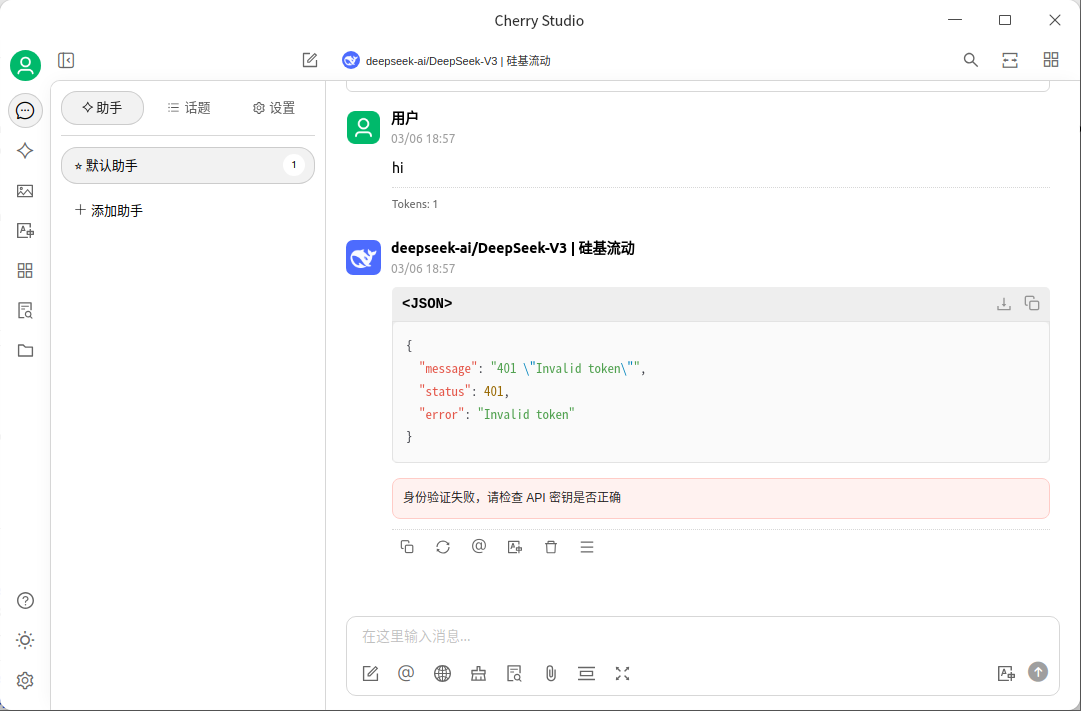 Cherry Studio
deepseek-ai/DeepSeek-V3 | 硅基流动
助手
话题
设置
默认助手
1
添加助手
用户
03/06 18:57
hi
Tokens: 1
deepseek-ai/DeepSeek-V3 | 硅基流动
03/06 18:57
<JSON>
{
"message": "401 \"Invalid token\"",
"status": 401,
"error": "Invalid token"
}
身份验证失败，请检查 API 密钥是否正确
在这里输入消息...